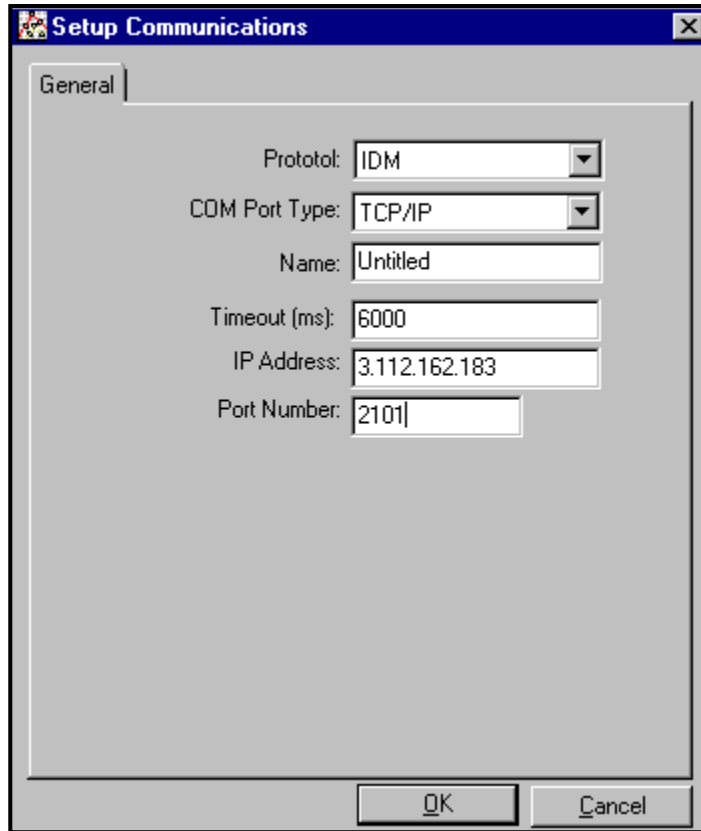 Setup Communications
General
Prototol: IDM
COM Port Type: TCP/IP
Name: Untitled
Timeout (ms): 6000
IP Address: 3.112.162.183
Port Number: 2101
OK Cancel